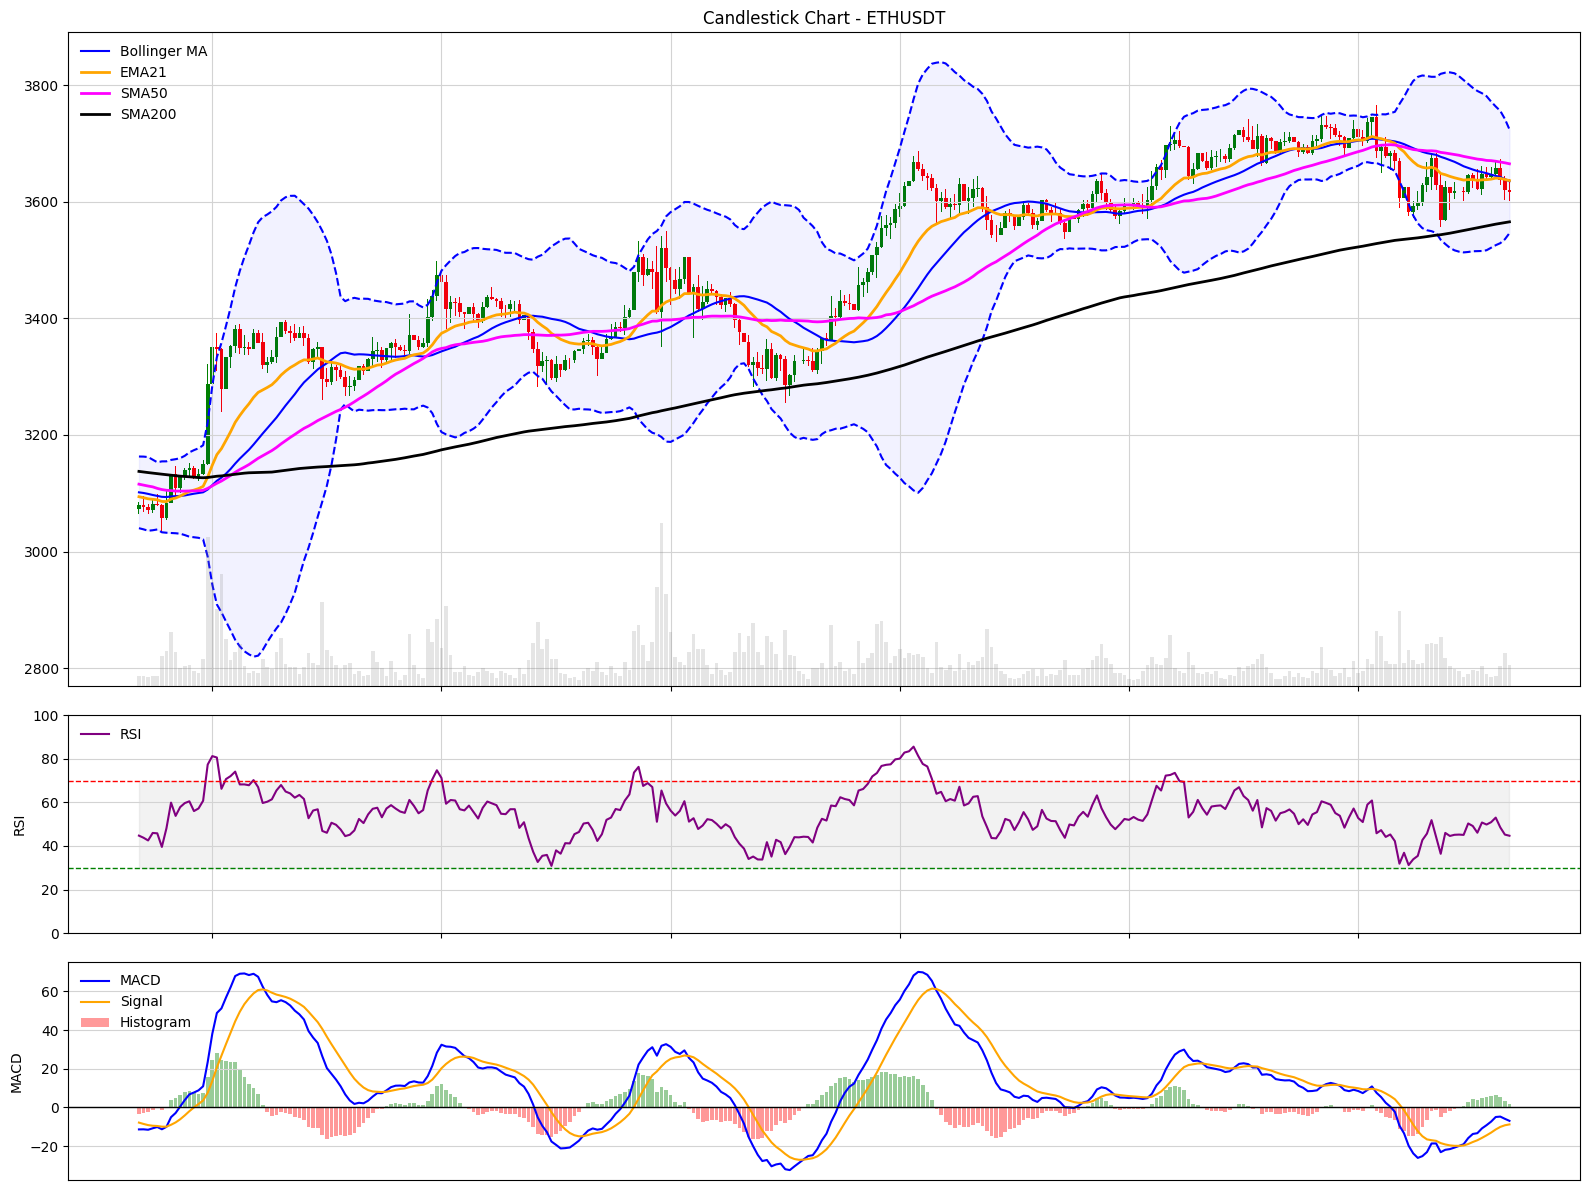 Candlestick Chart - ETHUSDT
Bollinger MA
EMA21
SMA50
SMA200
3800
3600
3400
3200
3000
2800
RSI
100
80
60
40
20
0
RSI
MACD
Signal
Histogram
60
40
20
0
−20
MACD